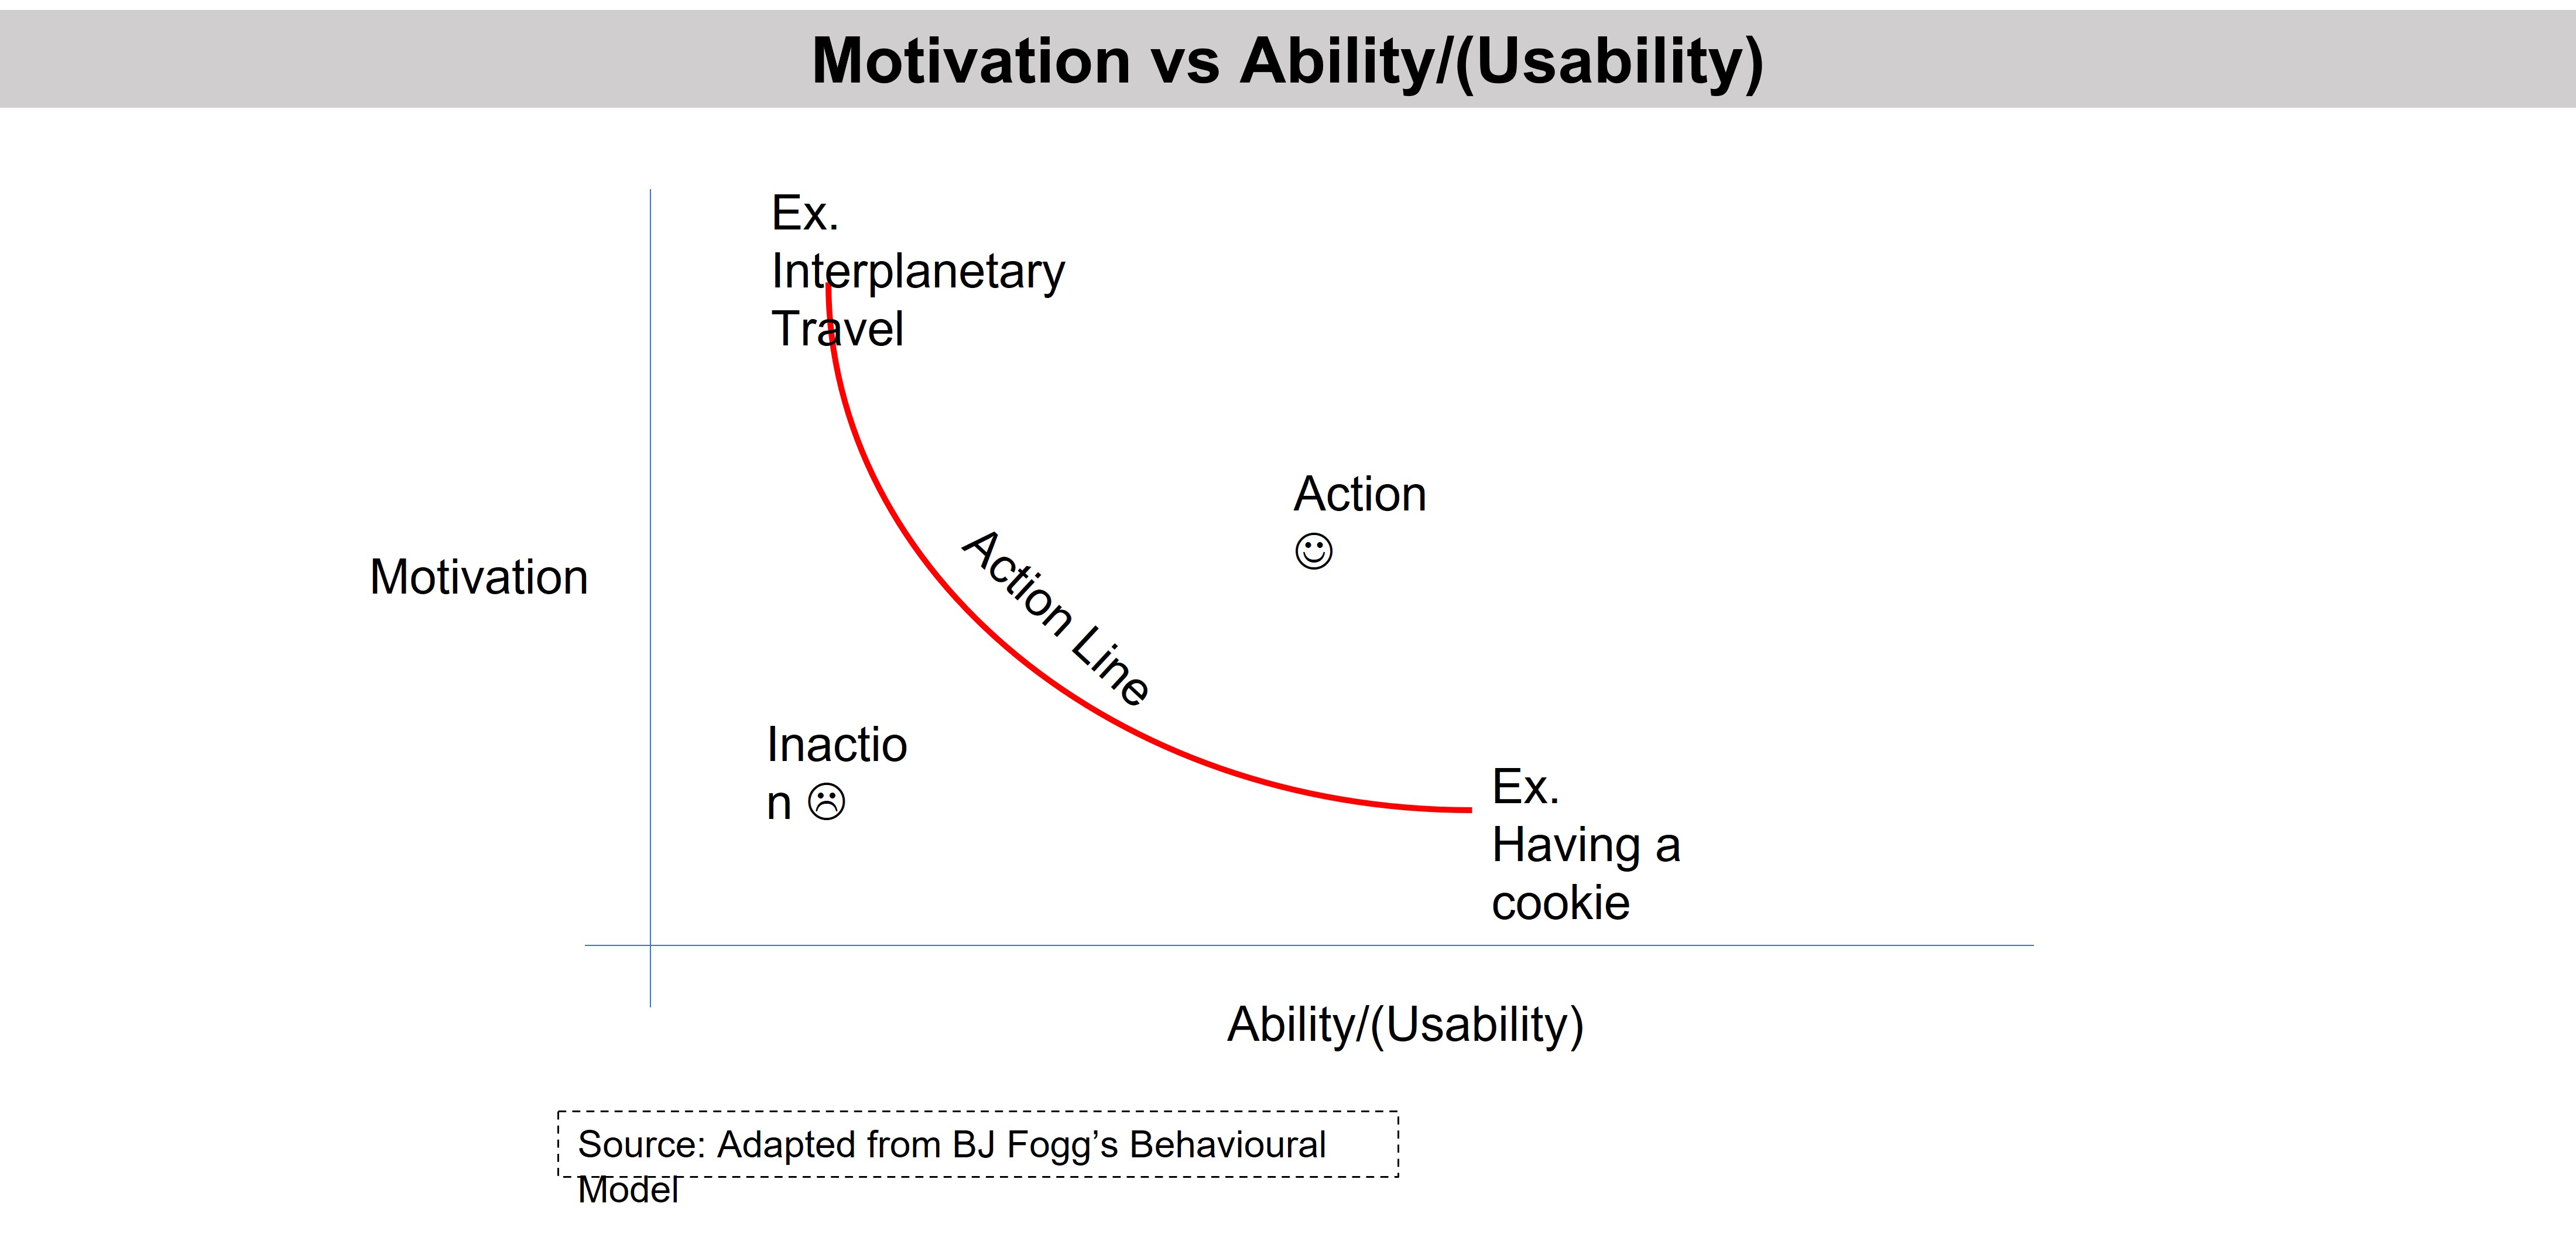 Motivation vs Ability/(Usability)
Ex.
Interplanetary
Travel
Action
☺
Motivation
Action Line
Inactio
n ☹
Ex.
Having a
cookie
Ability/(Usability)
Source: Adapted from BJ Fogg’s Behavioural
Model